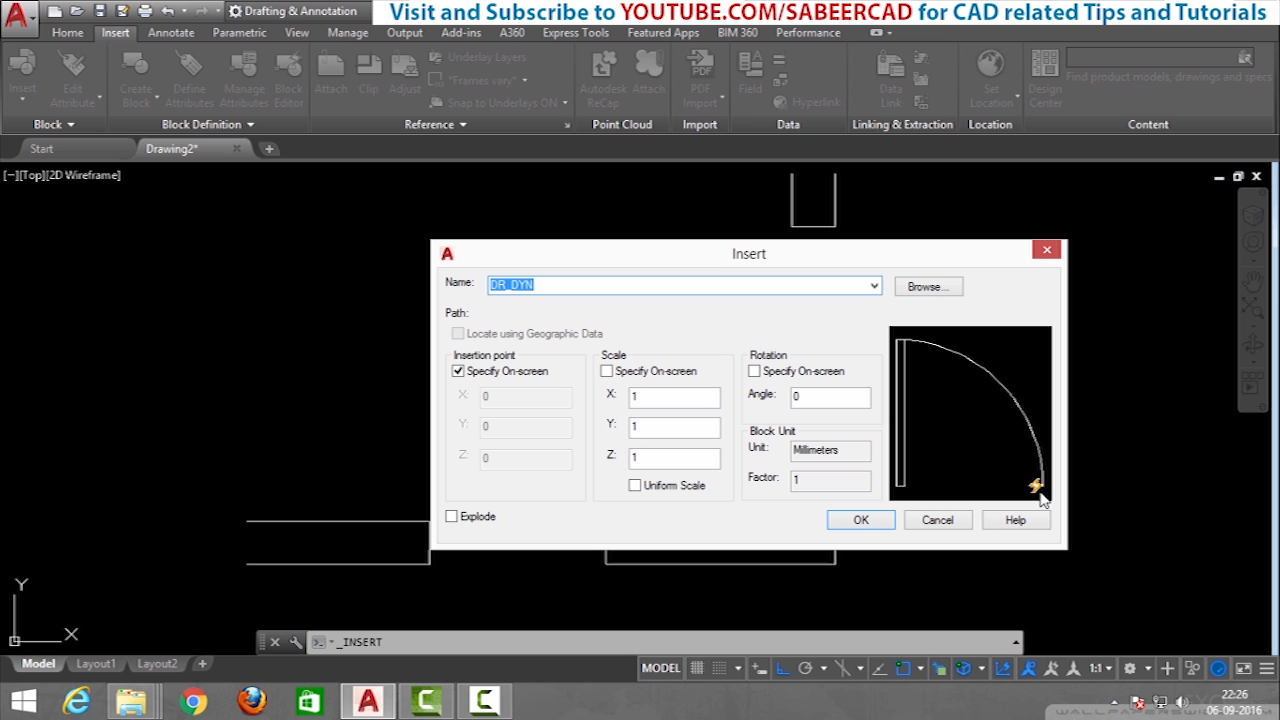 Drafting & Annotation
Visit and Subscribe to YOUTUBE.COM/SABEERCAD for CAD related Tips and Tutorials
Home Insert Annotate Parametric View Manage Output Add-ins A360 Express Tools Featured Apps BIM 360 Performance
Insert
Edit Attribute
Create Block
Define Attributes
Manage Attributes
Block Editor
Attach
Clip
Adjust
Underlay Layers
*Frames vary*
Snap to Underlays ON
Autodesk ReCap
Attach
PDF Import
Field
Hyperlink
Data Link
Set Location
Design Center
Find product models, drawings and specs
Block Block Definition Reference Point Cloud Import Data Linking & Extraction Location Content
Start Drawing2*
[−][Top][2D Wireframe]
Insert
Name: DR_DYN Browse...
Path:
Locate using Geographic Data
Insertion point
Specify On-screen
X: 0
Y: 0
Z: 0
Scale
Specify On-screen
X: 1
Y: 1
Z: 1
Uniform Scale
Rotation
Specify On-screen
Angle: 0
Block Unit
Unit: Millimeters
Factor: 1
Explode
OK Cancel Help
Y
X
_INSERT
Model Layout1 Layout2 +
MODEL 1:1
22:26
06-09-2016